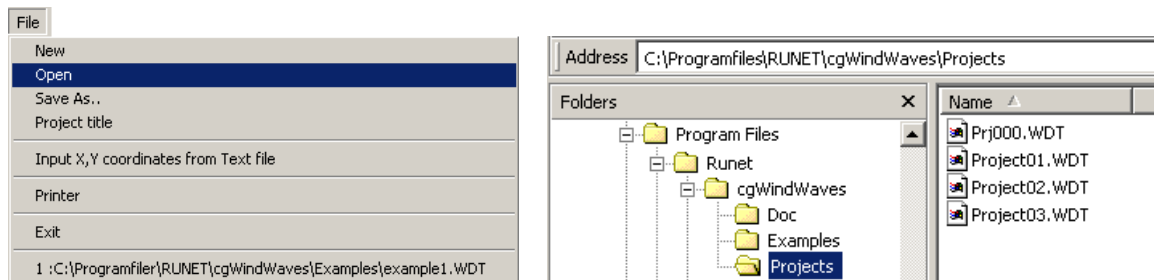 File
New
Open
Save As..
Project title
Input X,Y coordinates from Text file
Printer
Exit
1 :C:\Programfiler\RUNET\cgWindWaves\Examples\example1.WDT
Address C:\Programfiles\RUNET\cgWindWaves\Projects
Folders
Program Files
Runet
cgWindWaves
Doc
Examples
Projects
Name
Prj000.WDT
Project01.WDT
Project02.WDT
Project03.WDT